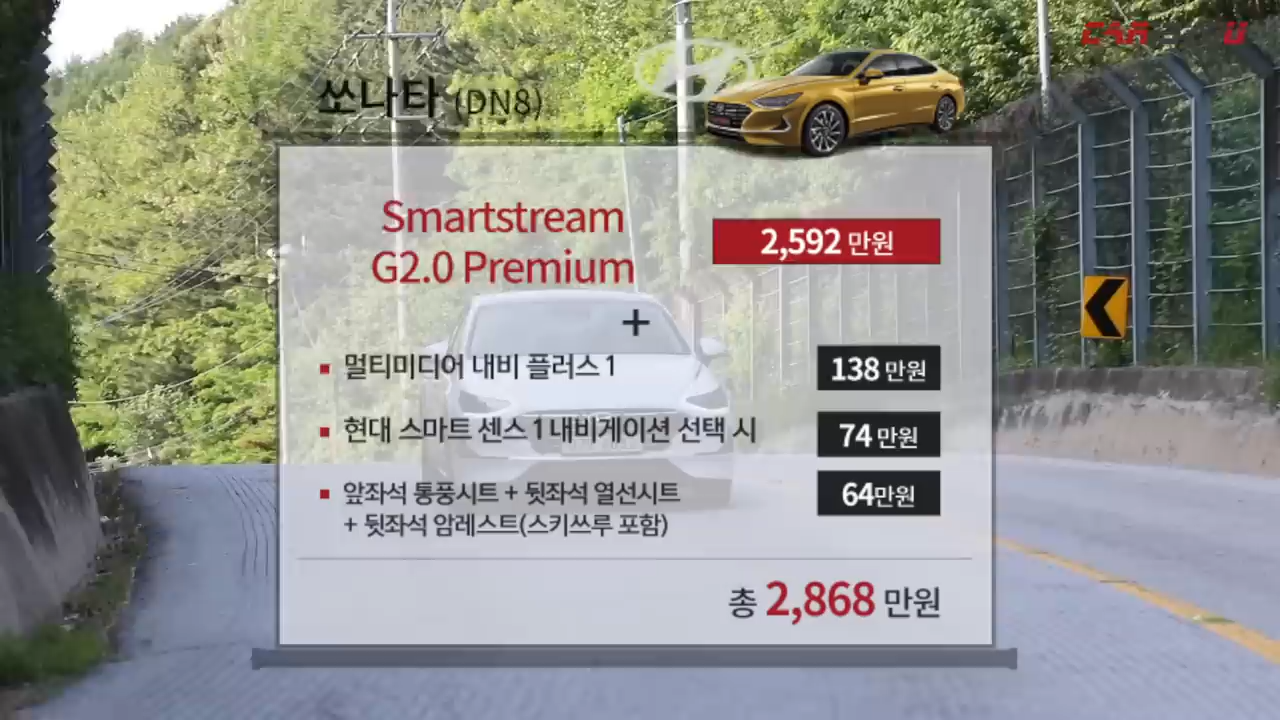 쏘나타 (DN8)
Smartstream
G2.0 Premium
2,592 만원
+
멀티미디어 내비 플러스 1
138 만원
현대 스마트 센스 1 내비게이션 선택 시
74 만원
앞좌석 통풍시트 + 뒷좌석 열선시트
+ 뒷좌석 암레스트(스키쓰루 포함)
64만원
총 2,868 만원